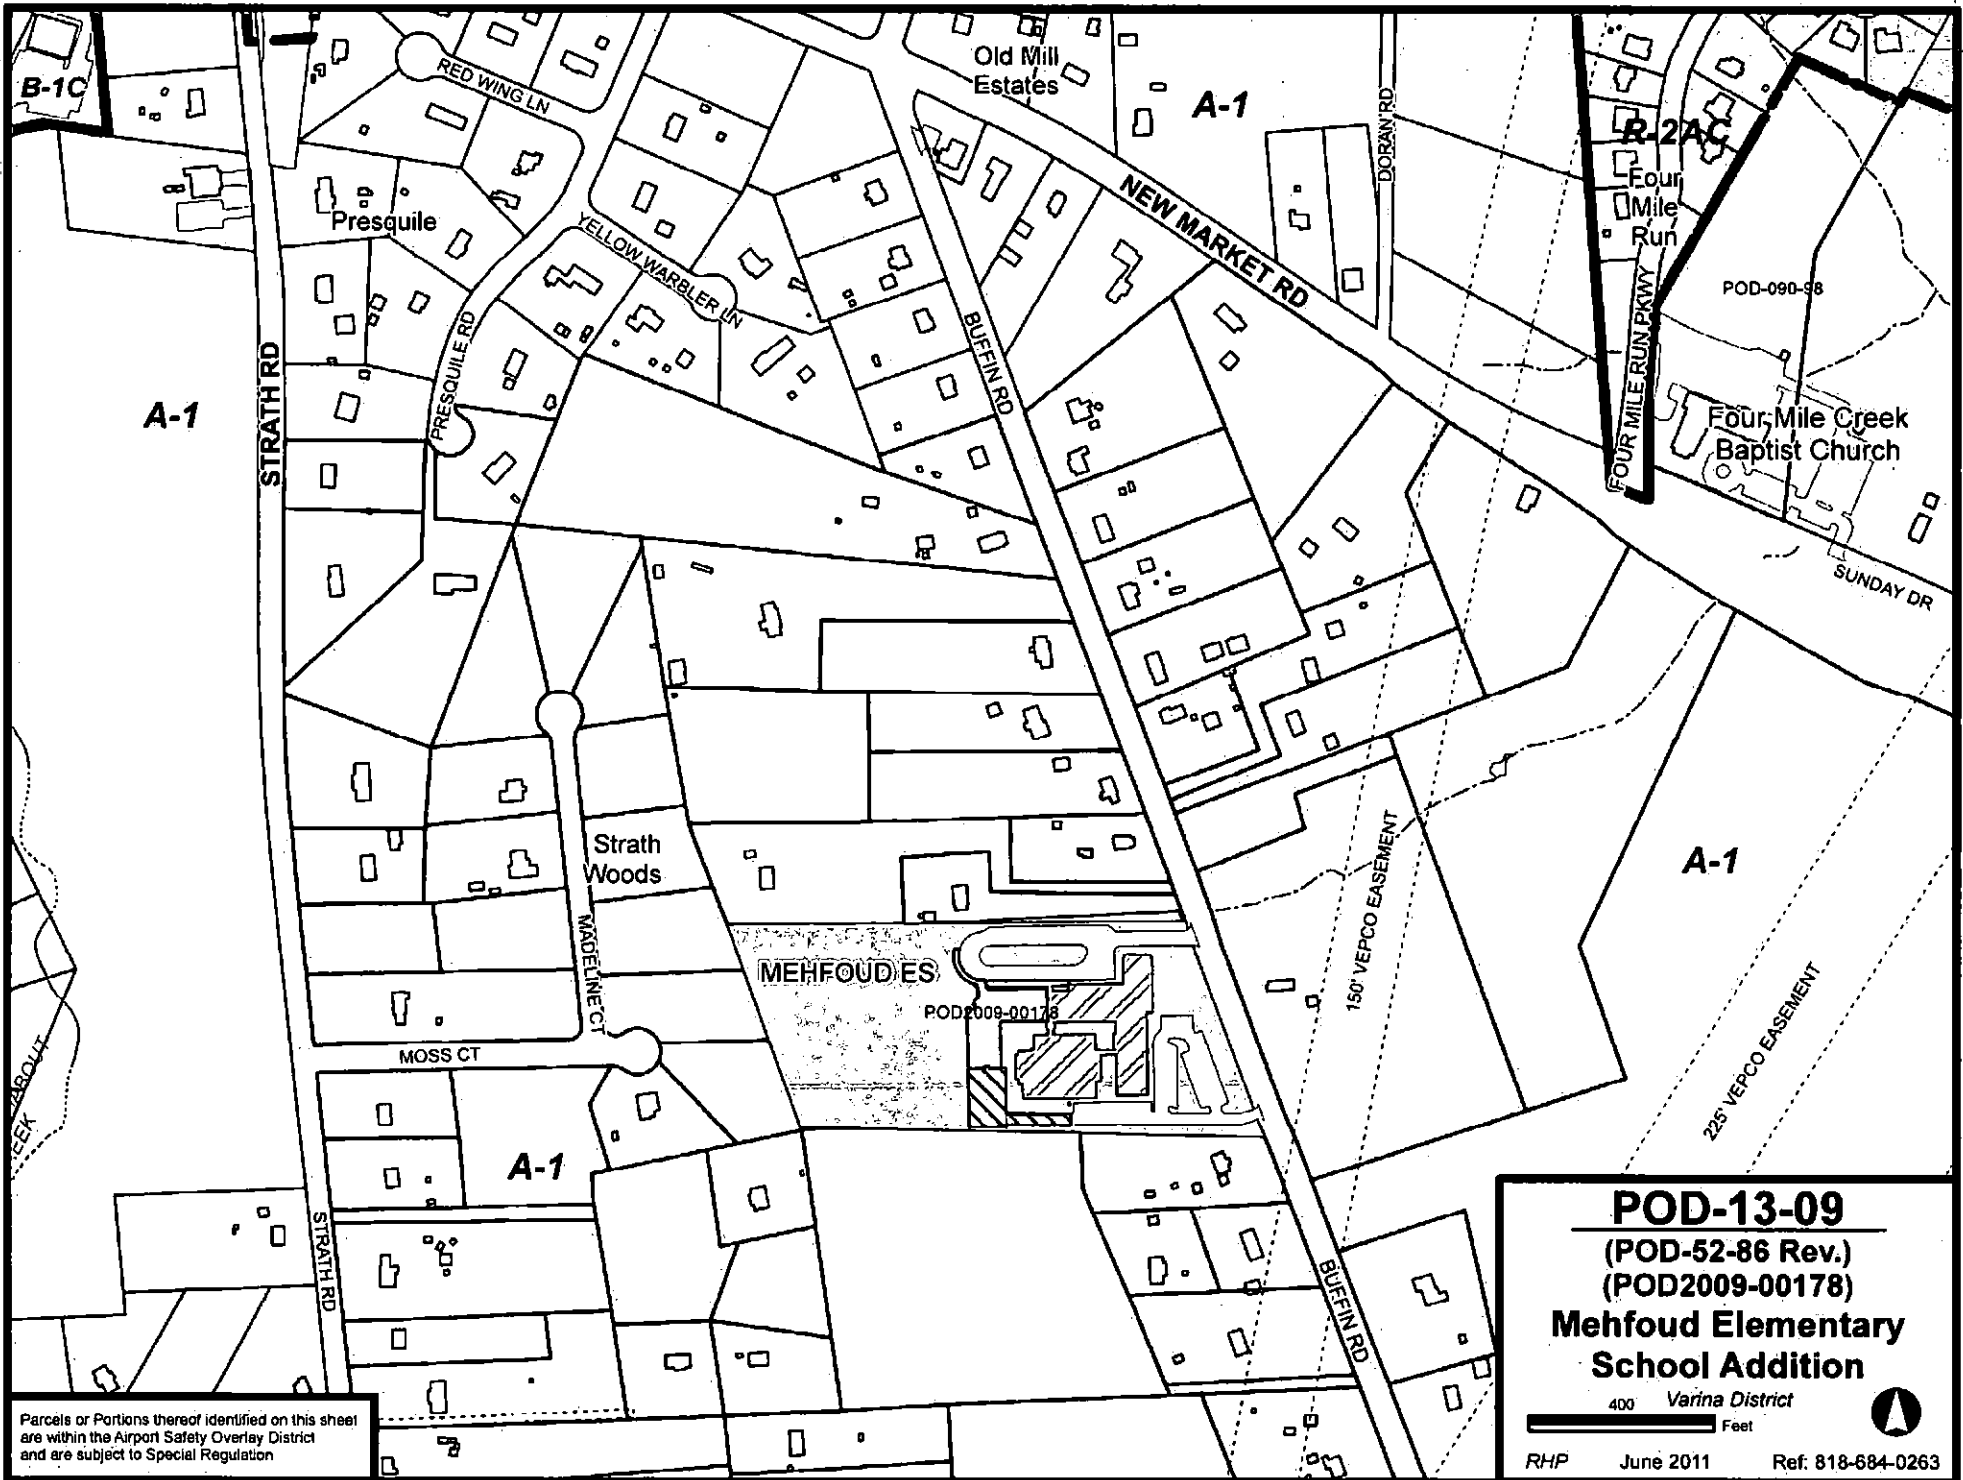 B-1C
RED WING LN
Old Mill
Estates
A-1
DORAN RD
R-2AC
Four
Mile
Run
Presquile
YELLOW WARBLER LN
NEW MARKET RD
POD-090-98
FOUR MILE RUN PKWY
STRATH RD
PRESQUILE RD
BUFFIN RD
A-1
Four Mile Creek
Baptist Church
SUNDAY DR
Strath
Woods
MADELINE CT
150' VEPCO EASEMENT
A-1
MEHFOUD ES
POD2009-00178
MOSS CT
225' VEPCO EASEMENT
A-1
STRATH RD
BUFFIN RD
POD-13-09
(POD-52-86 Rev.)
(POD2009-00178)
Mehfoud Elementary
School Addition
Varina District
400
Feet
RHP June 2011 Ref: 818-684-0263
Parcels or Portions thereof identified on this sheet
are within the Airport Safety Overlay District
and are subject to Special Regulation